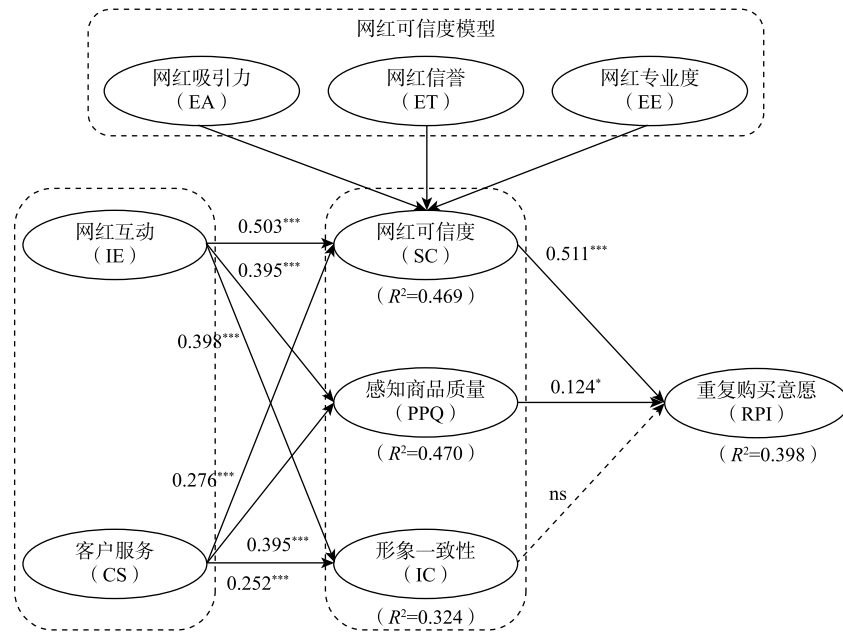 网红可信度模型
网红吸引力
（EA）
网红信誉
（ET）
网红专业度
（EE）
网红互动
（IE）
0.503***
0.395***
0.398***
网红可信度
（SC）
（R²=0.469）
0.511***
感知商品质量
（PPQ）
（R²=0.470）
0.124*
重复购买意愿
（RPI）
（R²=0.398）
0.276***
ns
客户服务
（CS）
0.395***
0.252***
形象一致性
（IC）
（R²=0.324）